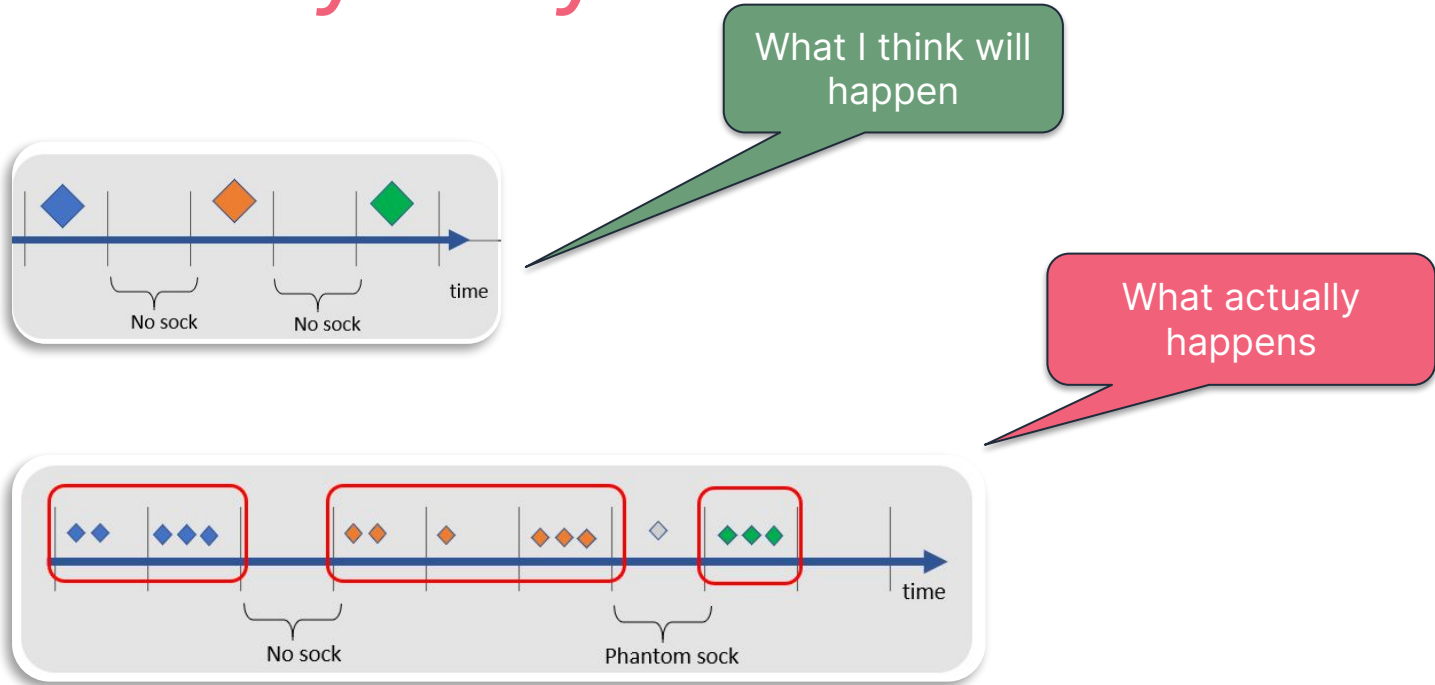 What I think will
happen
time
No sock
No sock
What actually
happens
time
No sock
Phantom sock